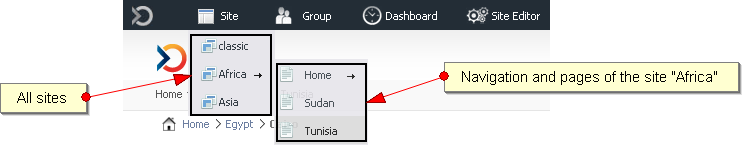 Site Group Dashboard Site Editor
classic
Africa
Asia
Home
Sudan
Tunisia
All sites
Navigation and pages of the site "Africa"
Home Tunisia
Home > Egypt >